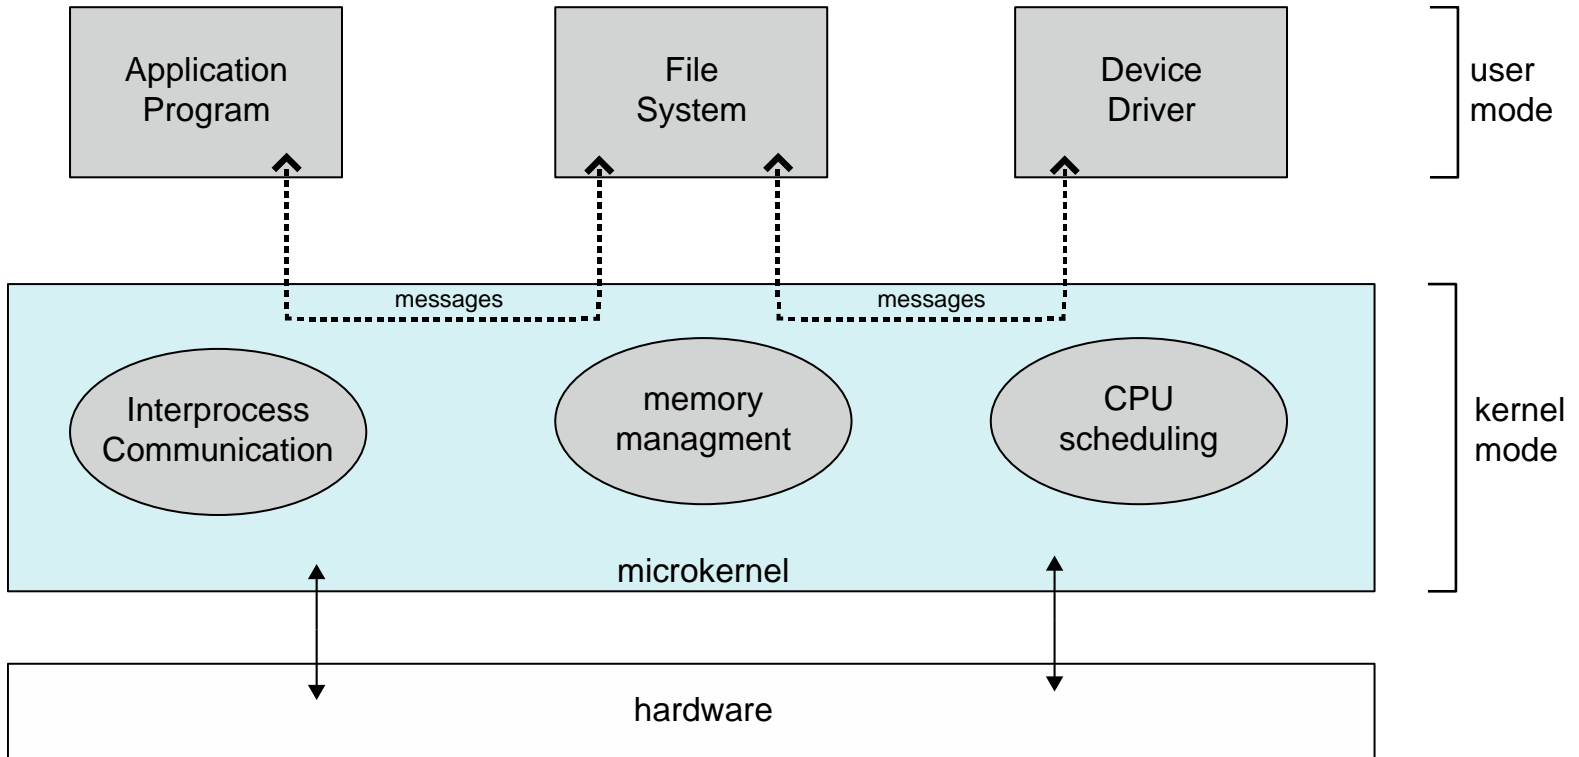 Application
Program
File
System
Device
Driver
user
mode
messages
messages
Interprocess
Communication
memory
managment
CPU
scheduling
kernel
mode
microkernel
hardware